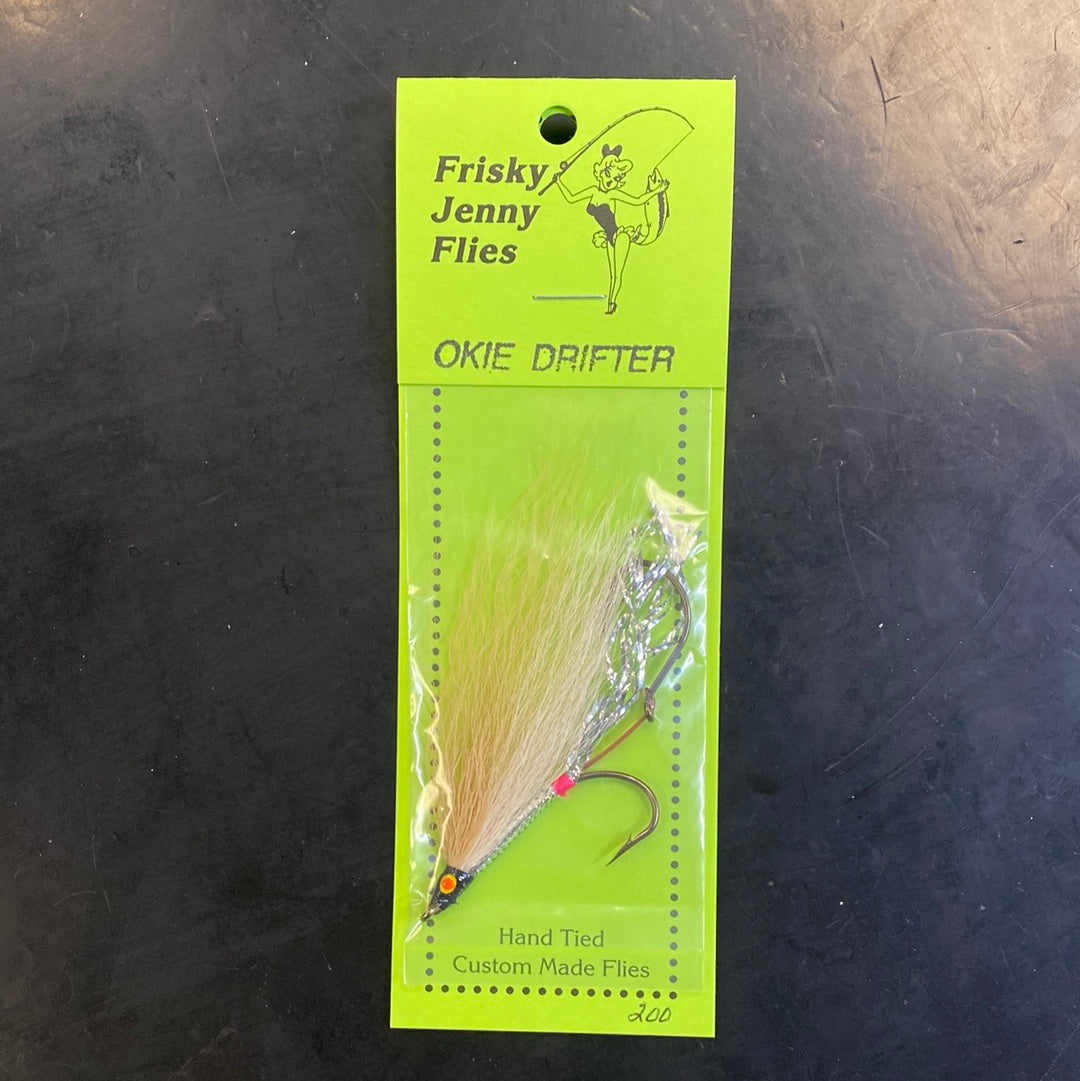 Frisky
Jenny
Flies
OKIE DRIFTER
Hand Tied
Custom Made Flies
200